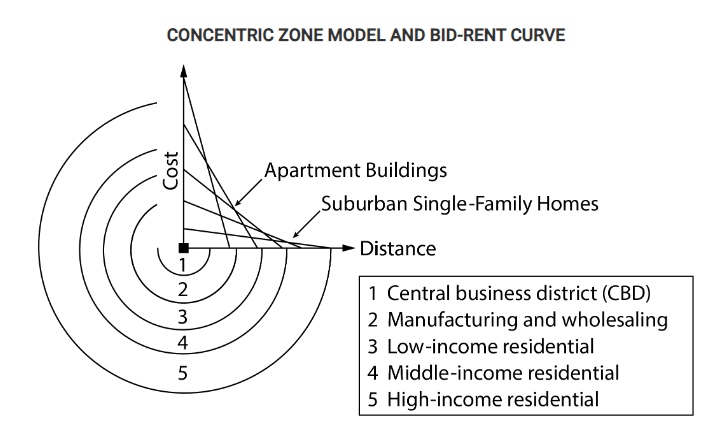 CONCENTRIC ZONE MODEL AND BID-RENT CURVE
Cost
Apartment Buildings
Suburban Single-Family Homes
Distance
1
2
3
4
5
1 Central business district (CBD)
2 Manufacturing and wholesaling
3 Low-income residential
4 Middle-income residential
5 High-income residential